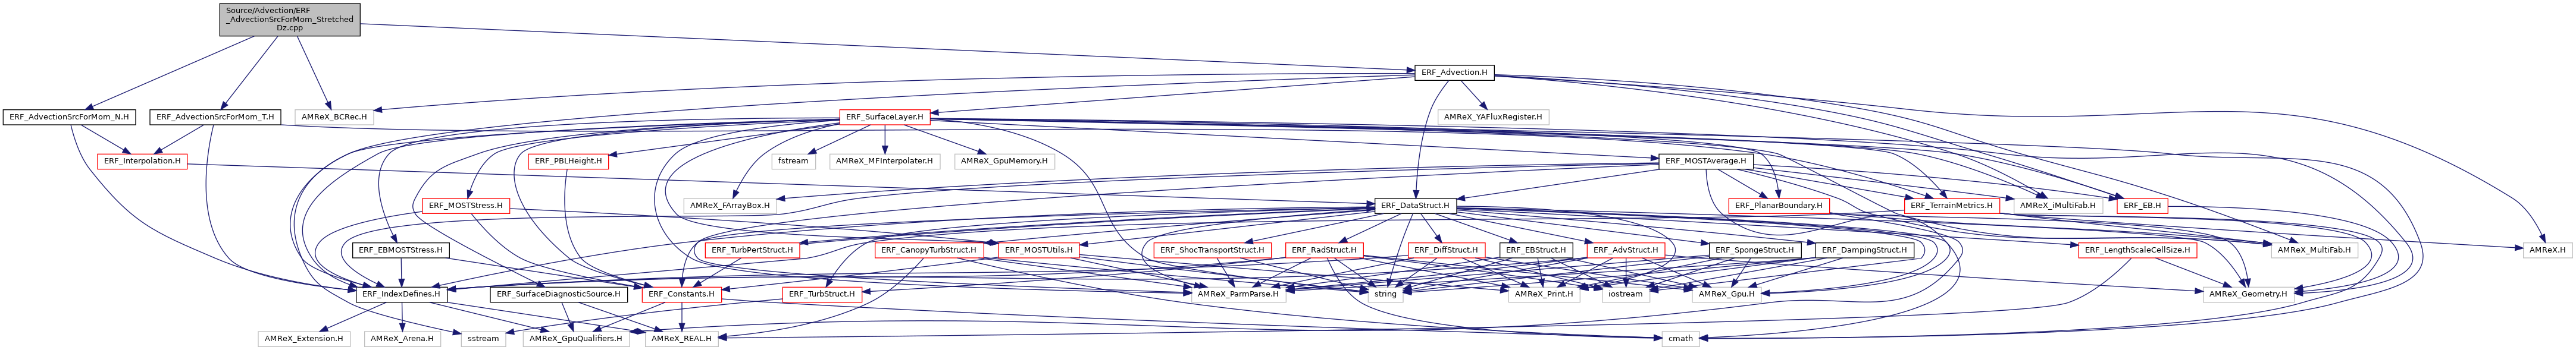 Source/Advection/ERF
_AdvectionSrcForMom_Stretched
Dz.cpp
ERF_Advection.H
ERF_AdvectionSrcForMom_N.H
ERF_AdvectionSrcForMom_T.H
AMReX_BCRec.H
ERF_SurfaceLayer.H
AMReX_YAFluxRegister.H
ERF_Interpolation.H
ERF_PBLHeight.H
fstream
AMReX_MFInterpolater.H
AMReX_GpuMemory.H
ERF_MOSTAverage.H
ERF_MOSTStress.H
AMReX_FArrayBox.H
ERF_DataStruct.H
ERF_PlanarBoundary.H
ERF_TerrainMetrics.H
AMReX_iMultiFab.H
ERF_EB.H
ERF_EBMOSTStress.H
ERF_TurbPertStruct.H
ERF_CanopyTurbStruct.H
ERF_MOSTUtils.H
ERF_ShocTransportStruct.H
ERF_RadStruct.H
ERF_DiffStruct.H
ERF_EBStruct.H
ERF_AdvStruct.H
ERF_SpongeStruct.H
ERF_DampingStruct.H
ERF_LengthScaleCellSize.H
AMReX_MultiFab.H
AMReX.H
ERF_IndexDefines.H
ERF_SurfaceDiagnosticSource.H
ERF_Constants.H
ERF_TurbStruct.H
AMReX_ParmParse.H
string
AMReX_Print.H
iostream
AMReX_Gpu.H
AMReX_Geometry.H
AMReX_Extension.H
AMReX_Arena.H
sstream
AMReX_GpuQualifiers.H
AMReX_REAL.H
cmath